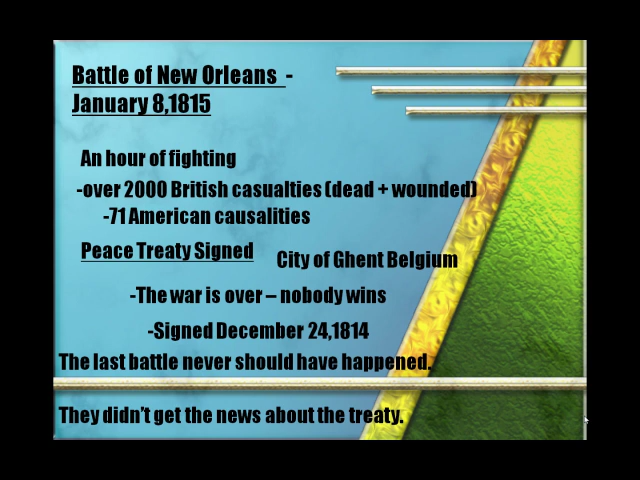 Battle of New Orleans -
January 8,1815
An hour of fighting
-over 2000 British casualties (dead + wounded)
-71 American causalities
Peace Treaty Signed
City of Ghent Belgium
-The war is over – nobody wins
-Signed December 24,1814
The last battle never should have happened.
They didn’t get the news about the treaty.